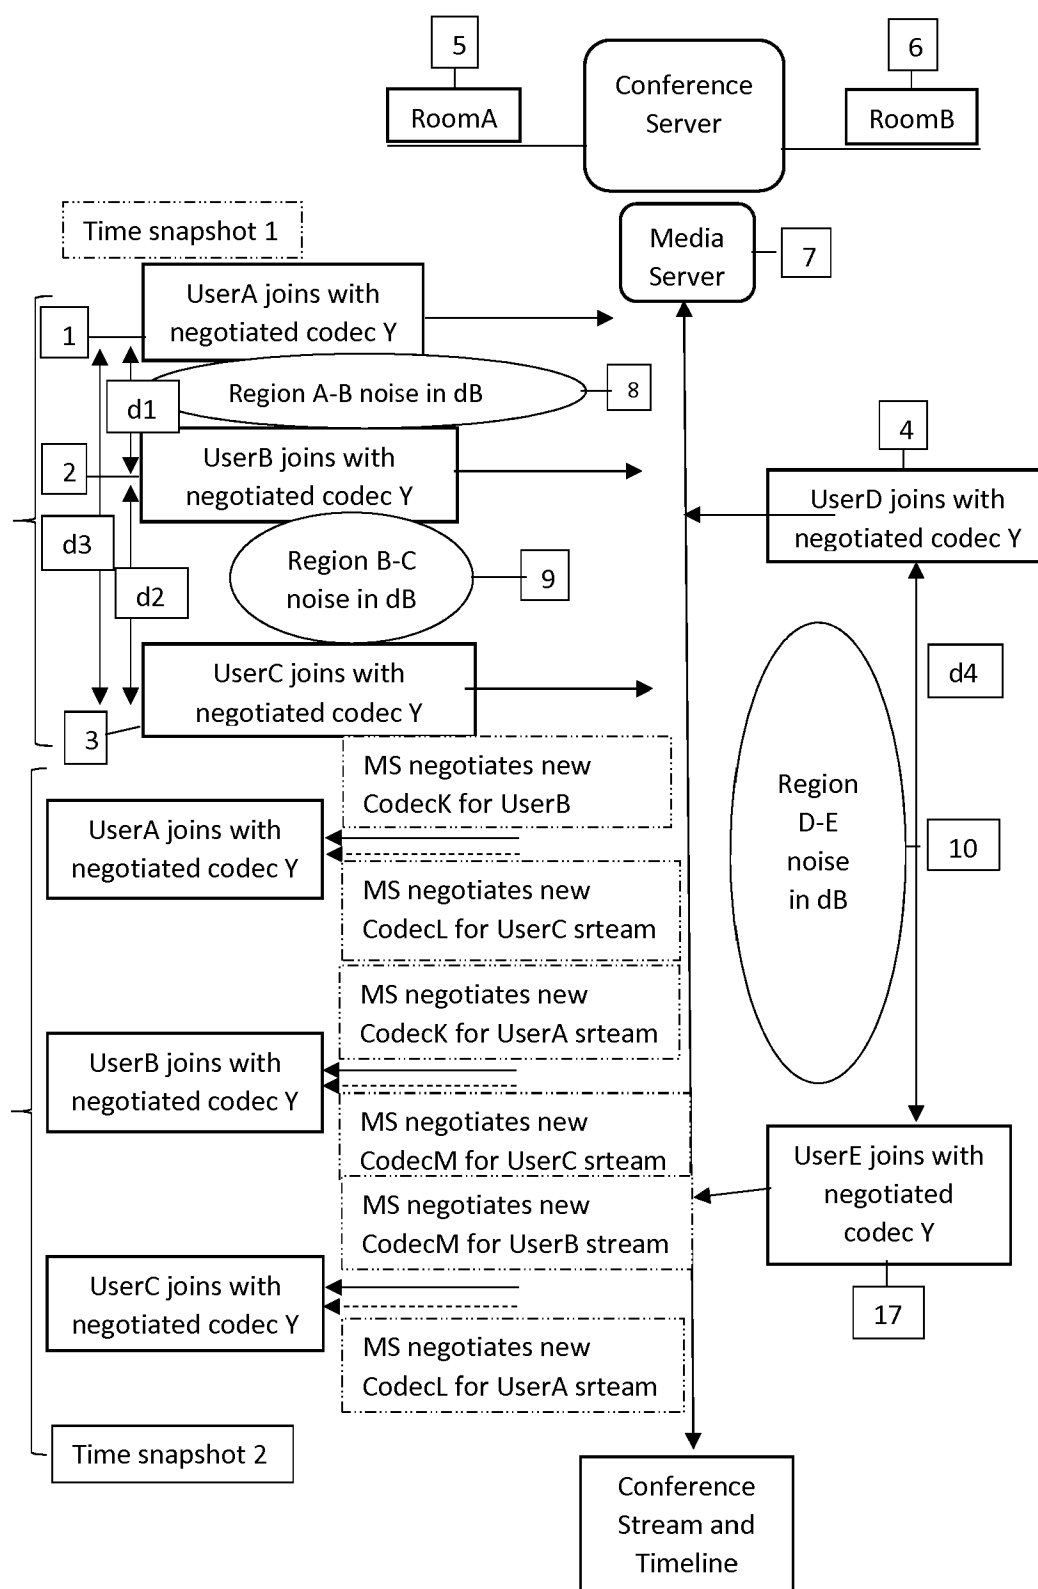 5
6
Conference
Server
RoomA
RoomB
Time snapshot 1
Media
Server
7
UserA joins with
negotiated codec Y
1
Region A-B noise in dB
8
d1
4
UserB joins with
negotiated codec Y
2
UserD joins with
negotiated codec Y
d3
Region B-C
noise in dB
9
d2
UserC joins with
negotiated codec Y
d4
3
MS negotiates new
CodecK for UserB
Region
D-E
noise
in dB
10
UserA joins with
negotiated codec Y
MS negotiates new
CodecL for UserC srteam
MS negotiates new
CodecK for UserA srteam
UserB joins with
negotiated codec Y
MS negotiates new
CodecM for UserC srteam
UserE joins with
negotiated
codec Y
MS negotiates new
CodecM for UserB stream
UserC joins with
negotiated codec Y
17
MS negotiates new
CodecL for UserA srteam
Time snapshot 2
Conference
Stream and
Timeline